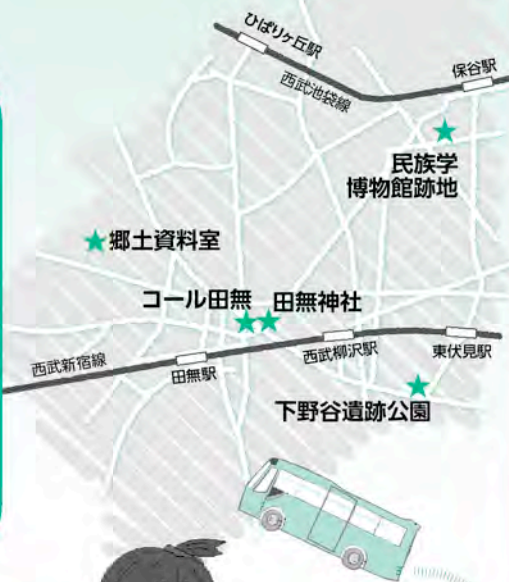 ひばりヶ丘駅
西武池袋線
保谷駅
民族学
博物館跡地
郷土資料室
コール田無
田無神社
西武新宿線
田無駅
西武柳沢駅
東伏見駅
下野谷遺跡公園